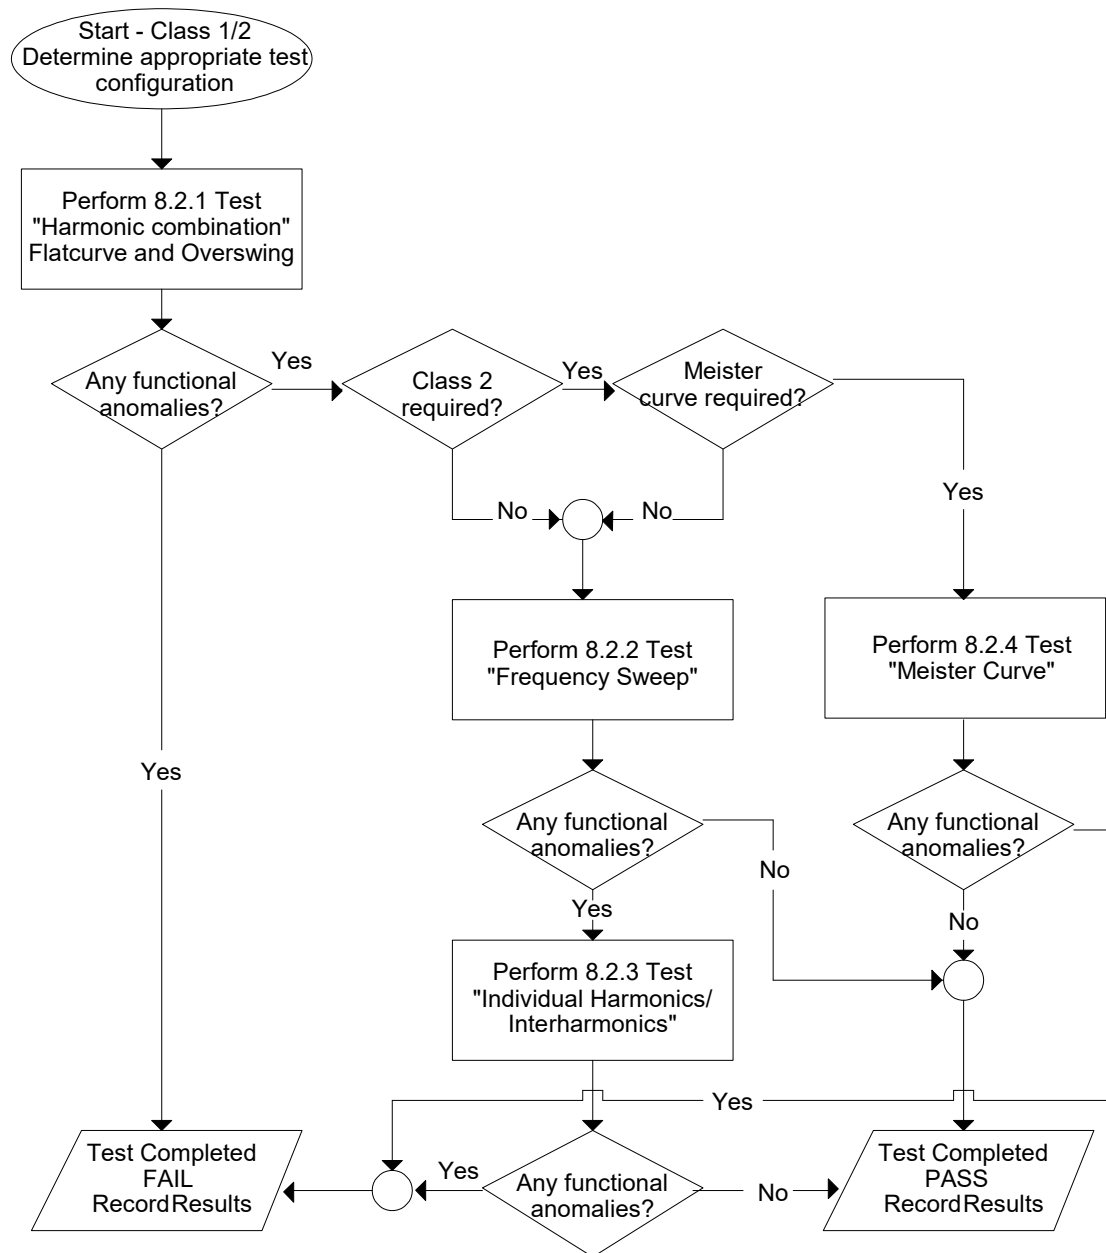 Start - Class 1/2
Determine appropriate test
configuration
Perform 8.2.1 Test
"Harmonic combination"
Flatcurve and Overswing
Any functional
anomalies?
Yes
Class 2
required?
Yes
Meister
curve required?
No
No
Yes
Perform 8.2.2 Test
"Frequency Sweep"
Perform 8.2.4 Test
"Meister Curve"
Yes
Any functional
anomalies?
No
Any functional
anomalies?
Yes
No
Perform 8.2.3 Test
"Individual Harmonics/
Interharmonics"
Yes
Test Completed
FAIL
Record Results
Yes
Any functional
anomalies?
No
Test Completed
PASS
Record Results